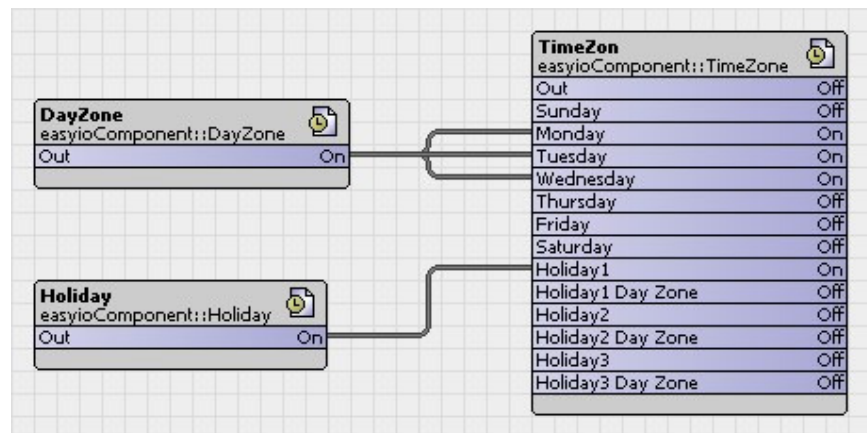 DayZone
easyioComponent::DayZone
Out On
Holiday
easyioComponent::Holiday
Out On
TimeZon
easyioComponent::TimeZone
Out Off
Sunday Off
Monday On
Tuesday On
Wednesday On
Thursday Off
Friday Off
Saturday Off
Holiday1 On
Holiday1 Day Zone Off
Holiday2 Off
Holiday2 Day Zone Off
Holiday3 Off
Holiday3 Day Zone Off